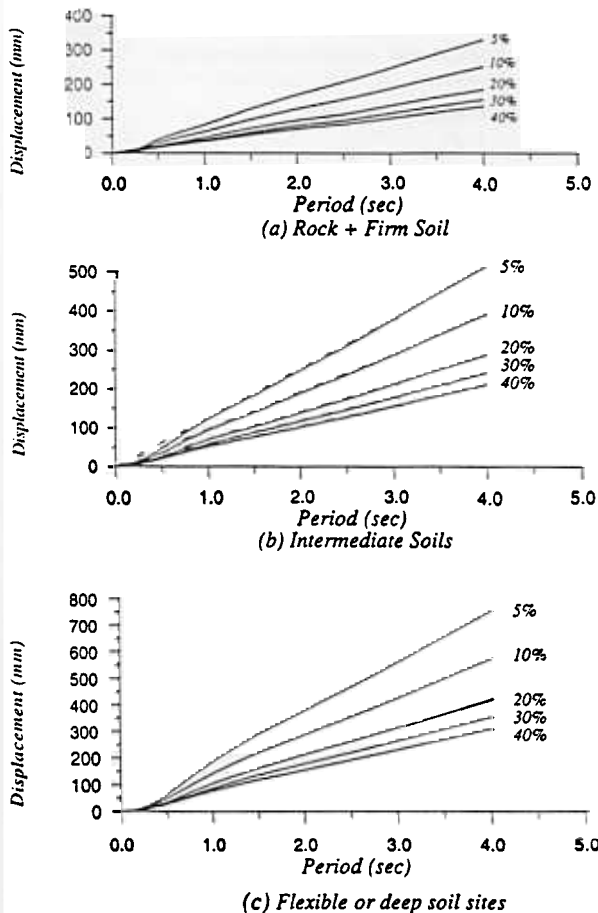 400
300
200
100
0
Displacement (mm)
5%
10%
20%
30%
40%
0.0 1.0 2.0 3.0 4.0 5.0
Period (sec)
(a) Rock + Firm Soil
500
400
300
200
100
0
Displacement (mm)
5%
10%
20%
30%
40%
0.0 1.0 2.0 3.0 4.0 5.0
Period (sec)
(b) Intermediate Soils
800
700
600
500
400
300
200
100
0
Displacement (mm)
5%
10%
20%
30%
40%
0.0 1.0 2.0 3.0 4.0 5.0
Period (sec)
(c) Flexible or deep soil sites